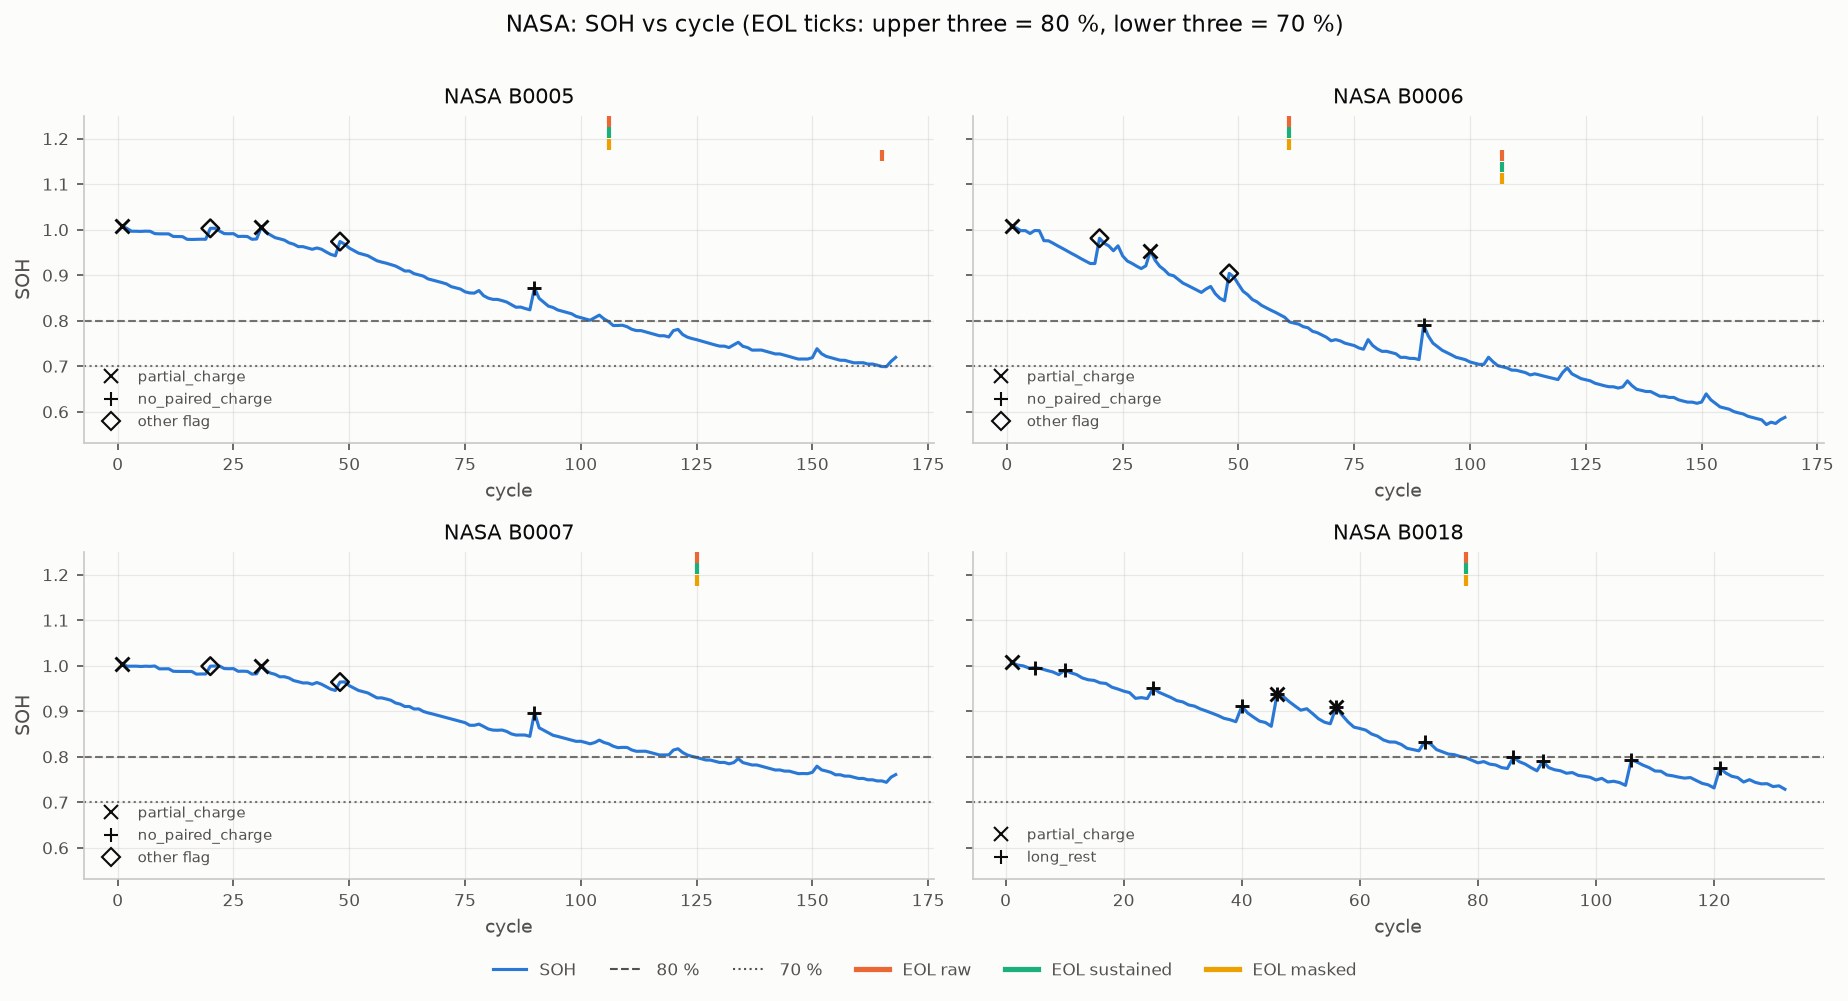 NASA: SOH vs cycle (EOL ticks: upper three = 80 %, lower three = 70 %)
NASA B0005
SOH
1.2
1.1
1.0
0.9
0.8
0.7
0.6
partial_charge
no_paired_charge
other flag
0 25 50 75 100 125 150 175
cycle
NASA B0006
partial_charge
no_paired_charge
other flag
0 25 50 75 100 125 150 175
cycle
NASA B0007
SOH
1.2
1.1
1.0
0.9
0.8
0.7
0.6
partial_charge
no_paired_charge
other flag
0 25 50 75 100 125 150 175
cycle
NASA B0018
partial_charge
long_rest
0 20 40 60 80 100 120
cycle
SOH 80 % 70 % EOL raw EOL sustained EOL masked